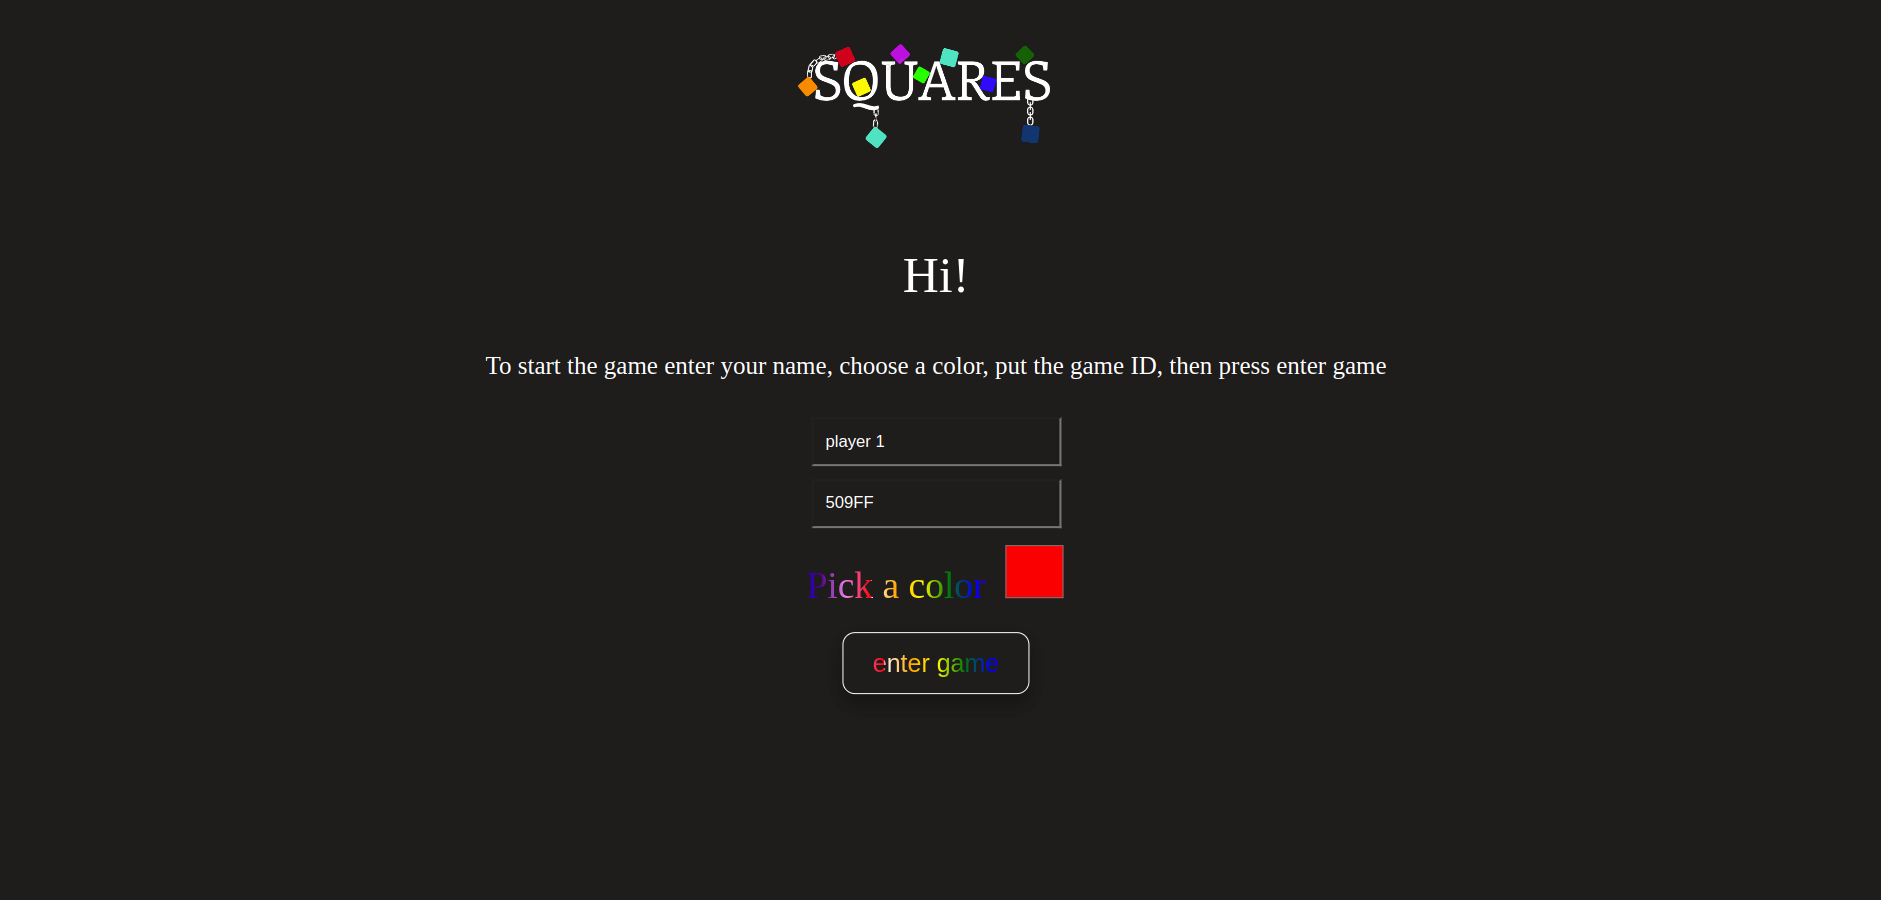 SQUARES
Hi!
To start the game enter your name, choose a color, put the game ID, then press enter game
player 1
509FF
Pick a color
enter game